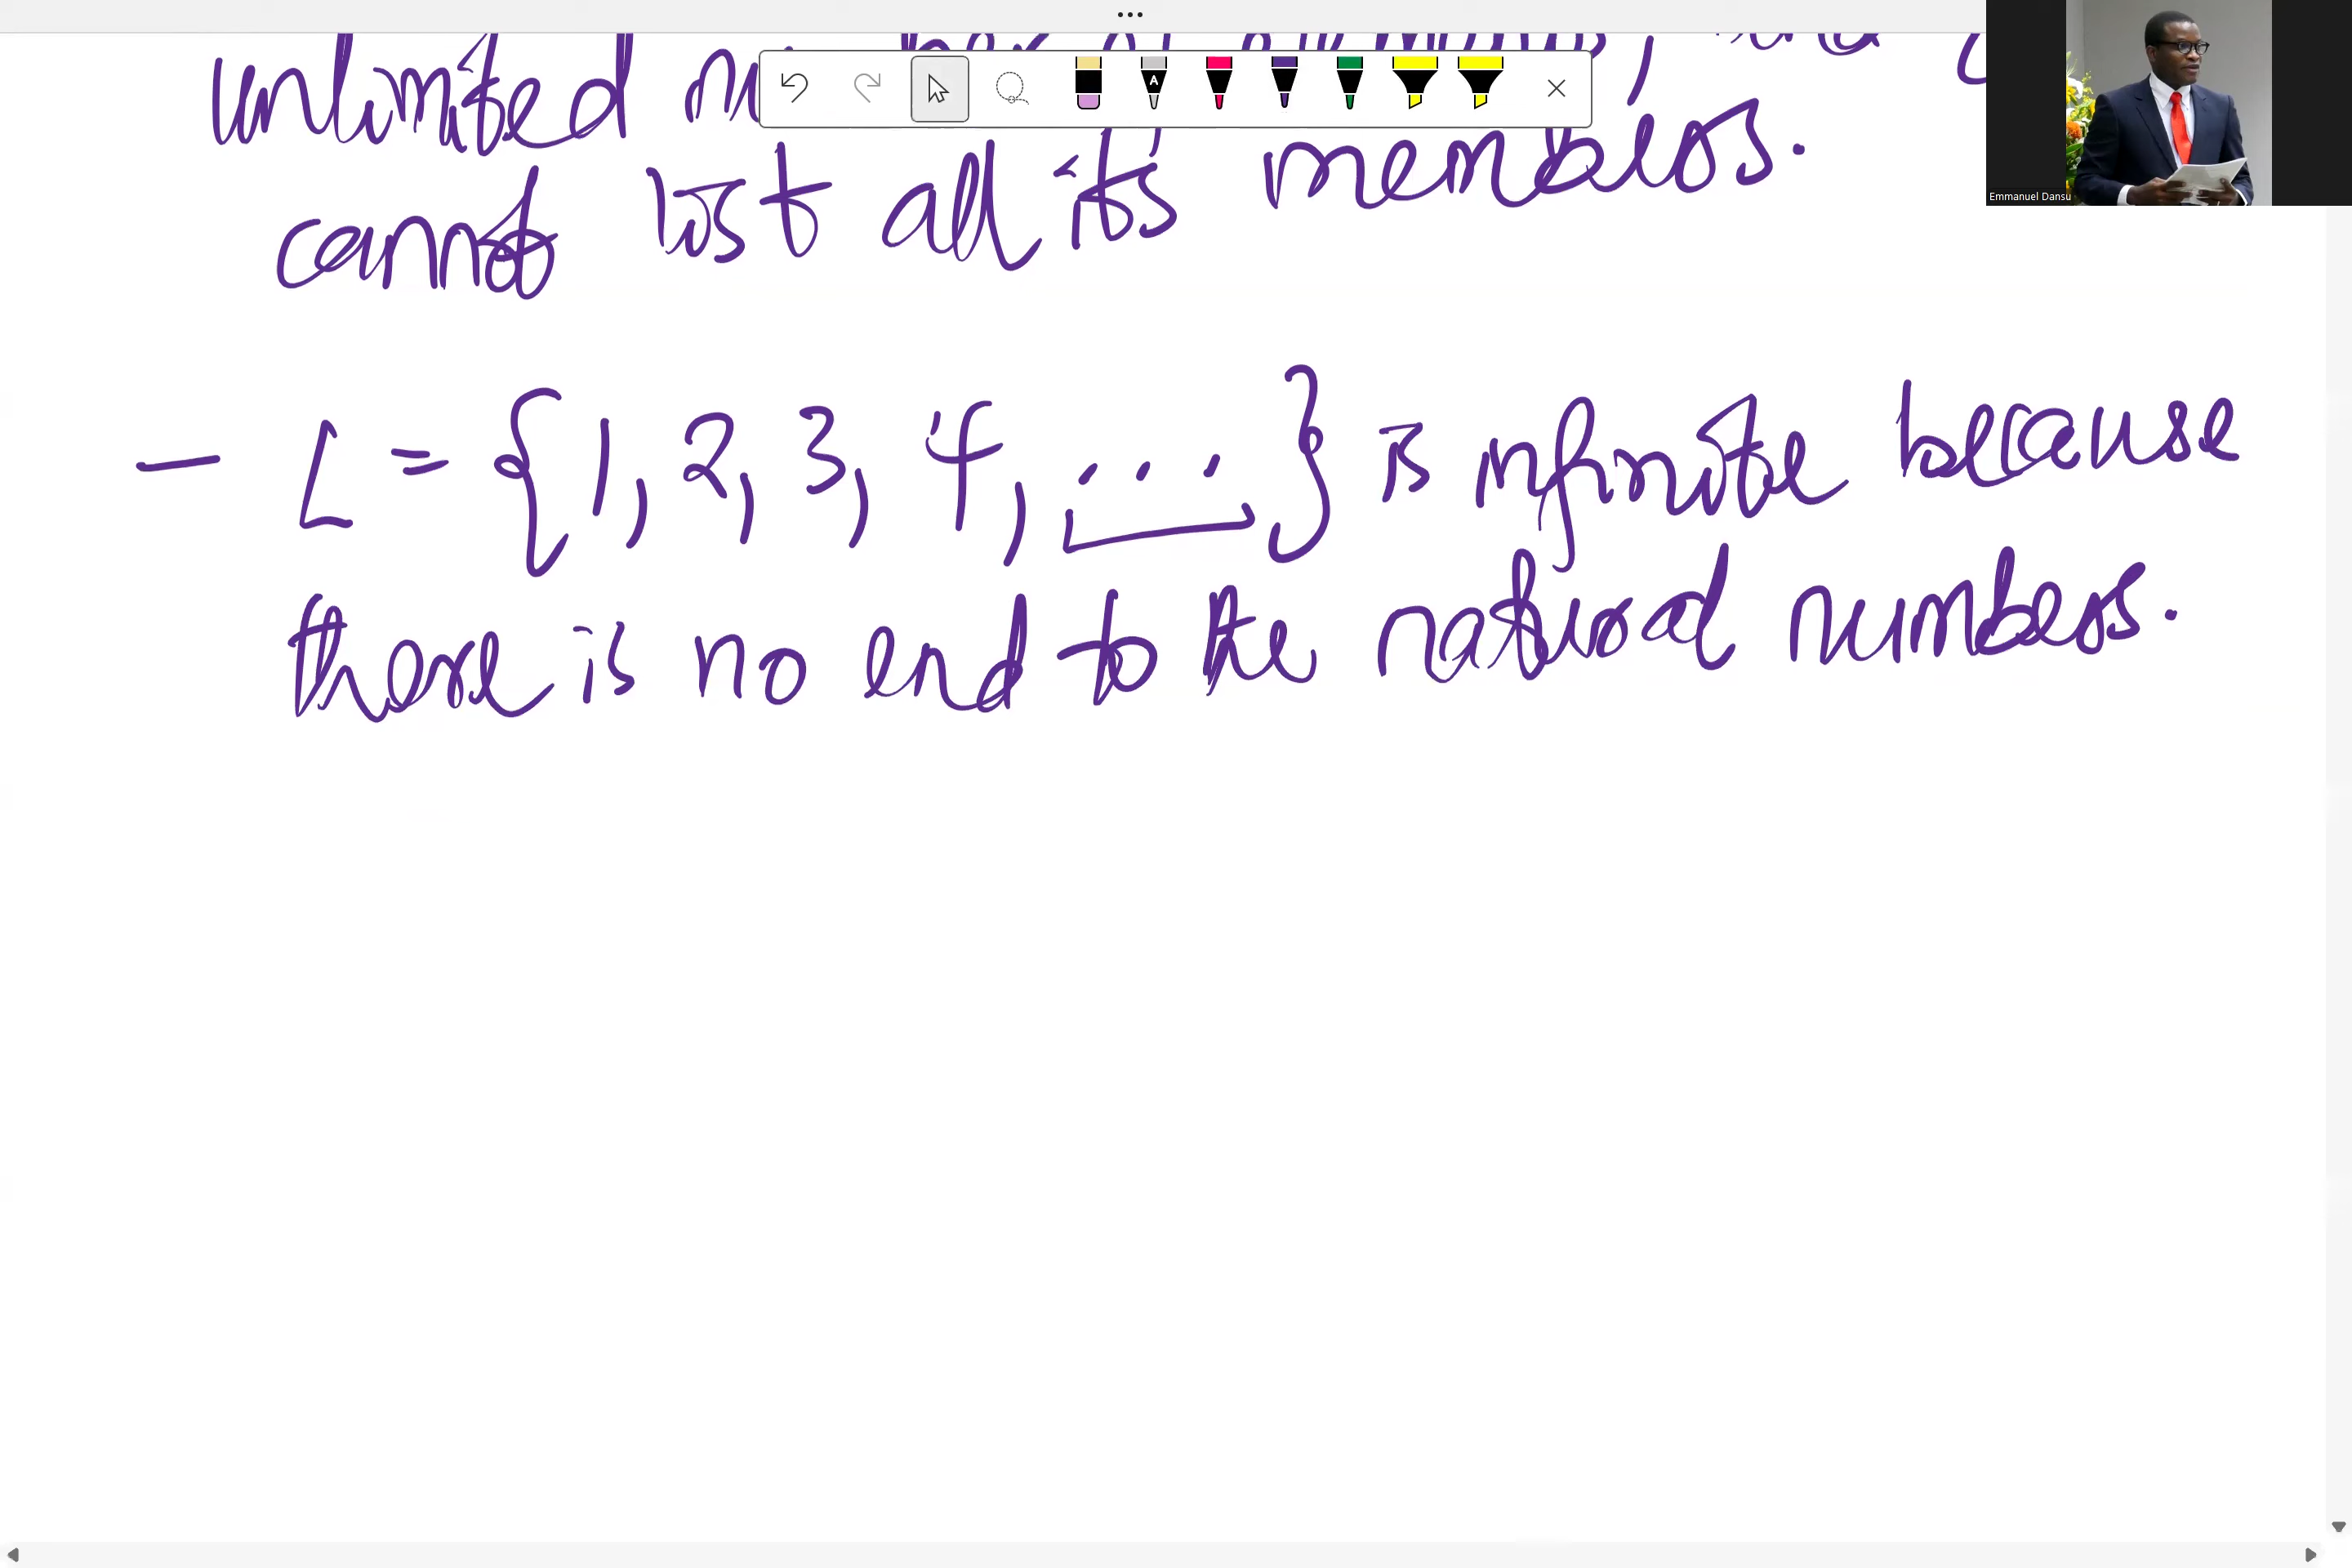 unlimited
cannot list all its members.
Emmanuel Dansu
- L = {1, 2, 3, 4, ...} is infinite because
there is no end to the natural numbers.